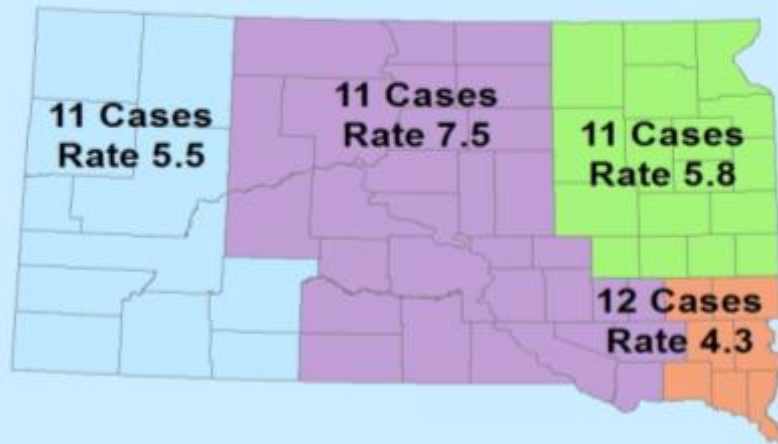 11 Cases
Rate 5.5
11 Cases
Rate 7.5
11 Cases
Rate 5.8
12 Cases
Rate 4.3